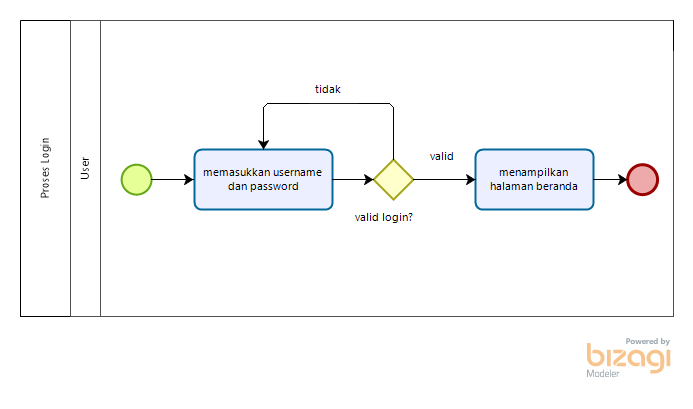 Proses Login
User
tidak
memasukkan username
dan password
valid login?
valid
menampilkan
halaman beranda
Powered by
bizagi
Modeler